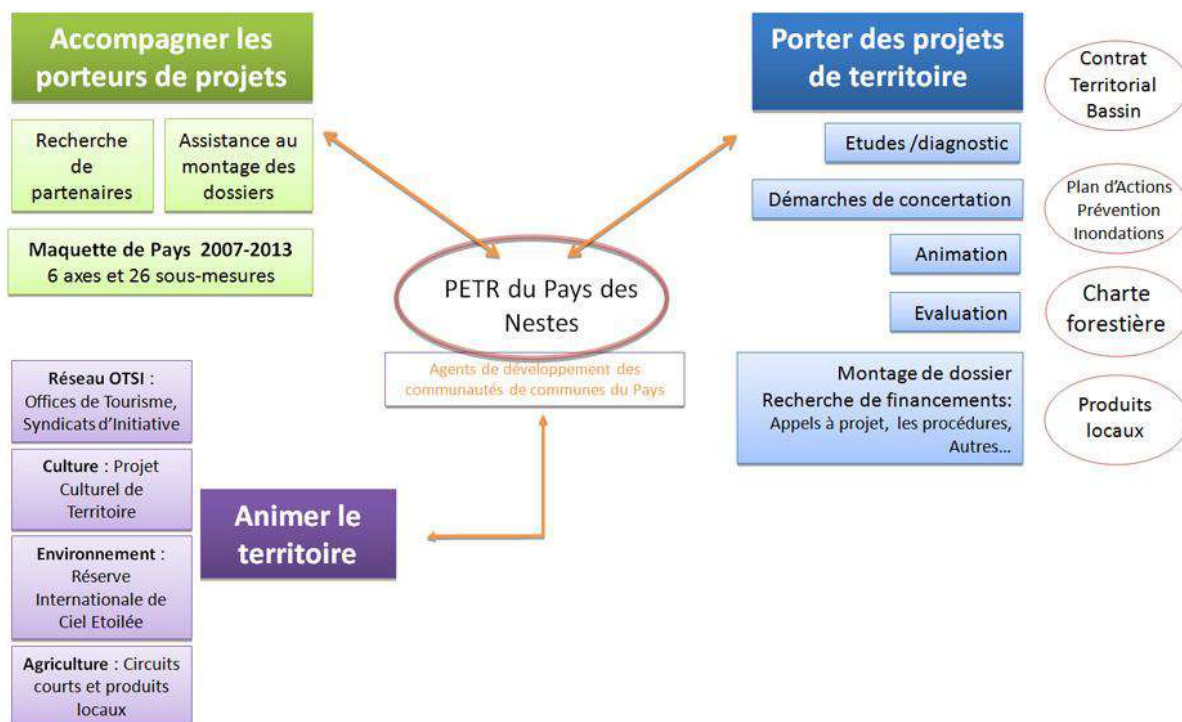 Accompagner les
porteurs de projets
Recherche
de
partenaires
Assistance au
montage des
dossiers
Maquette de Pays 2007-2013
6 axes et 26 sous-mesures
Porter des projets
de territoire
Etudes /diagnostic
Démarches de concertation
Animation
Evaluation
Montage de dossier
Recherche de financements:
Appels à projet, les procédures,
Autres…
Contrat
Territorial
Bassin
Plan d'Actions
Prévention
Inondations
Charte
forestière
Produits
locaux
PETR du Pays des
Nestes
Agents de développement des
communautés de communes du Pays
Réseau OTSI :
Offices de Tourisme,
Syndicats d'Initiative
Culture : Projet
Culturel de
Territoire
Environnement :
Réserve
Internationale de
Ciel Etoilée
Agriculture : Circuits
courts et produits
locaux
Animer le
territoire